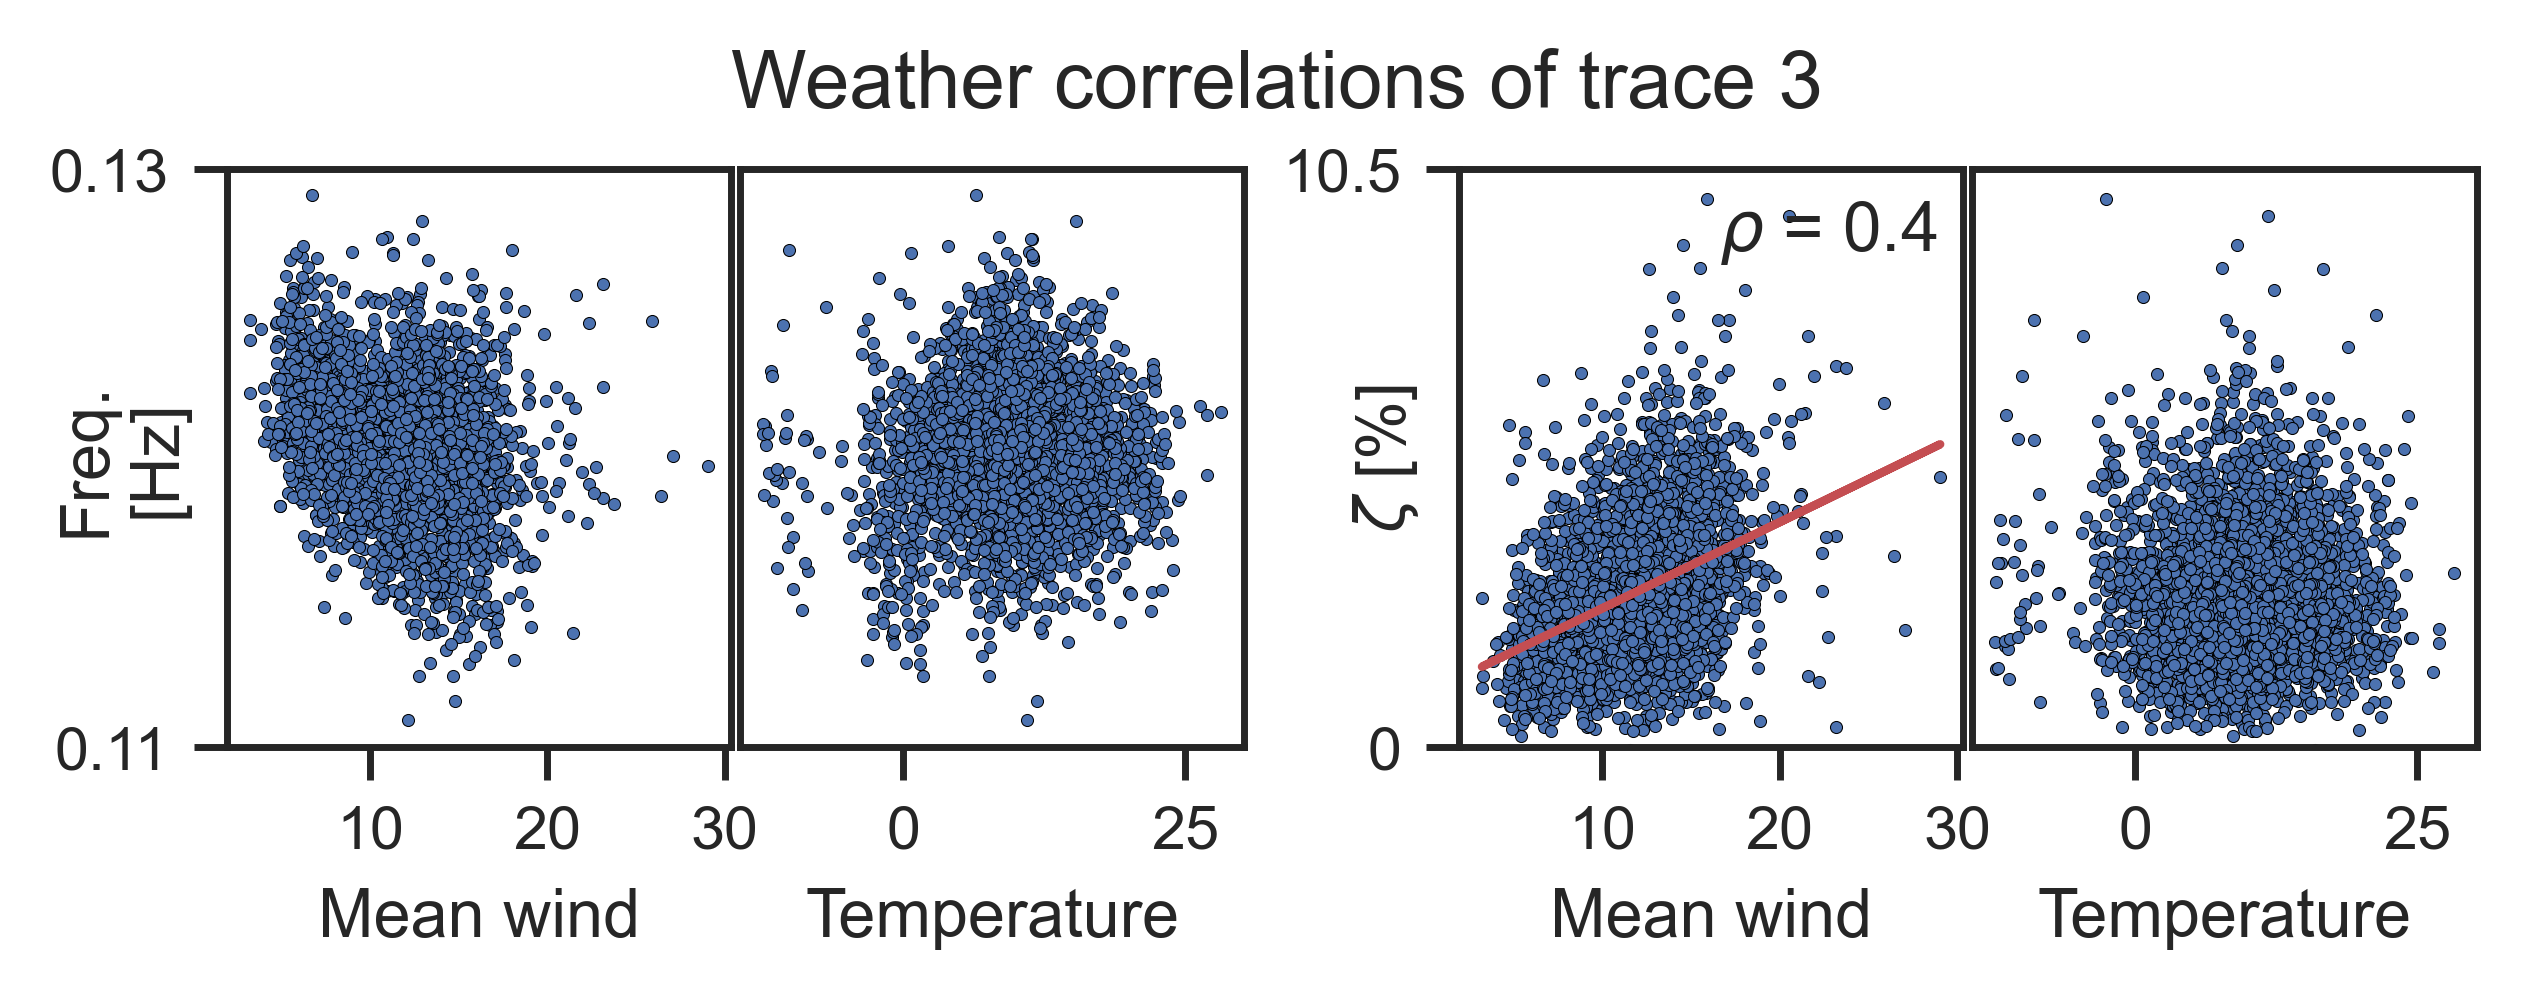 Weather correlations of trace 3
0.13
0.11
Freq.
[Hz]
10 20 30
Mean wind
0 25
Temperature
10.5
0
ζ [%]
ρ = 0.4
10 20 30
Mean wind
0 25
Temperature